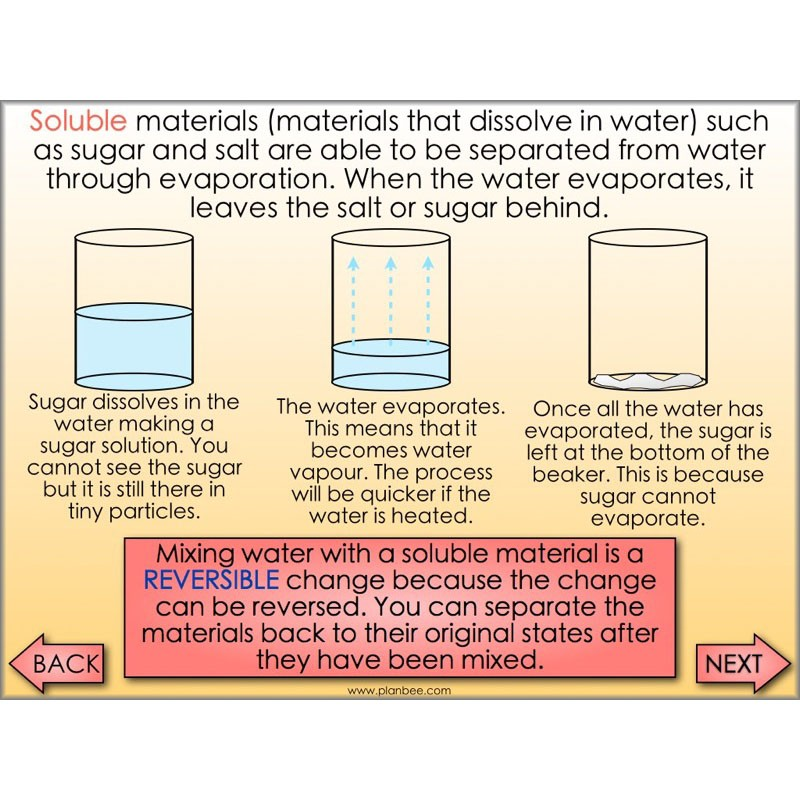 Soluble materials (materials that dissolve in water) such
as sugar and salt are able to be separated from water
through evaporation. When the water evaporates, it
leaves the salt or sugar behind.
Sugar dissolves in the
water making a
sugar solution. You
cannot see the sugar
but it is still there in
tiny particles.
The water evaporates.
This means that it
becomes water
vapour. The process
will be quicker if the
water is heated.
Once all the water has
evaporated, the sugar is
left at the bottom of the
beaker. This is because
sugar cannot
evaporate.
Mixing water with a soluble material is a
REVERSIBLE change because the change
can be reversed. You can separate the
materials back to their original states after
they have been mixed.
BACK
NEXT
www.planbee.com